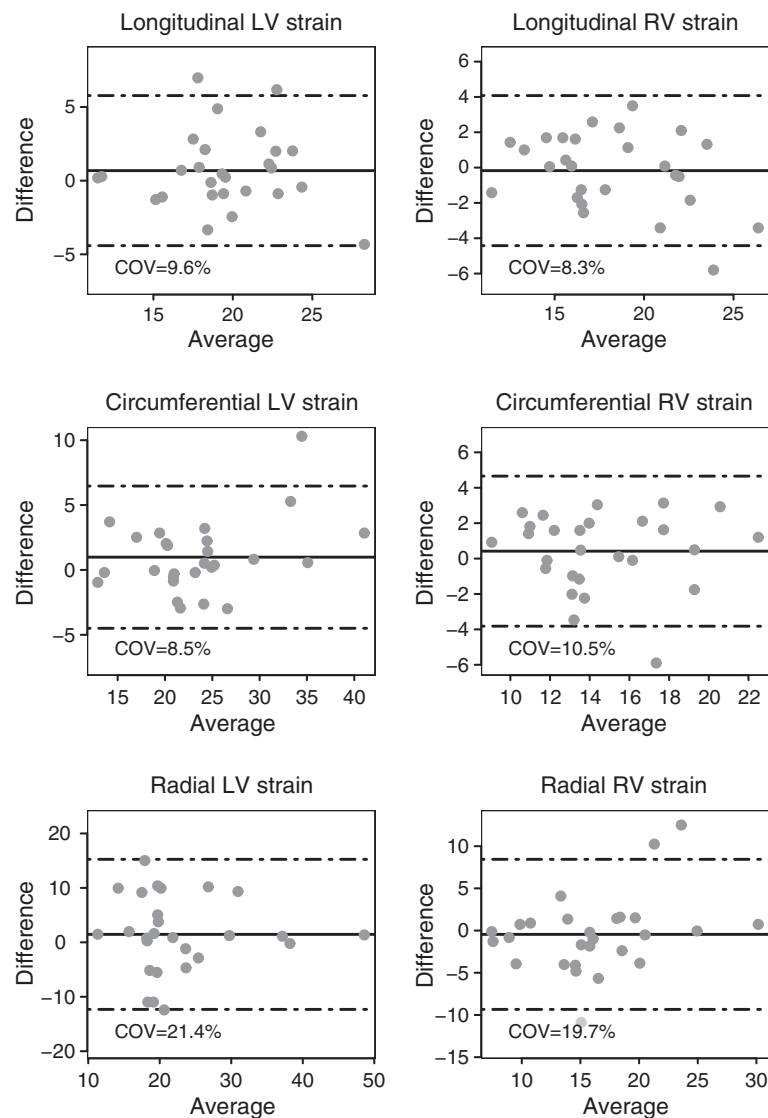 Longitudinal LV strain
Difference
5
0
−5
COV=9.6%
15 20 25
Average
Longitudinal RV strain
Difference
6
4
2
0
−2
−4
−6
COV=8.3%
15 20 25
Average
Circumferential LV strain
Difference
10
5
0
−5
COV=8.5%
15 20 25 30 35 40
Average
Circumferential RV strain
Difference
6
4
2
0
−2
−4
−6
COV=10.5%
10 12 14 16 18 20 22
Average
Radial LV strain
Difference
20
10
0
−10
−20
COV=21.4%
10 20 30 40 50
Average
Radial RV strain
Difference
10
5
0
−5
−10
−15
COV=19.7%
10 15 20 25 30
Average